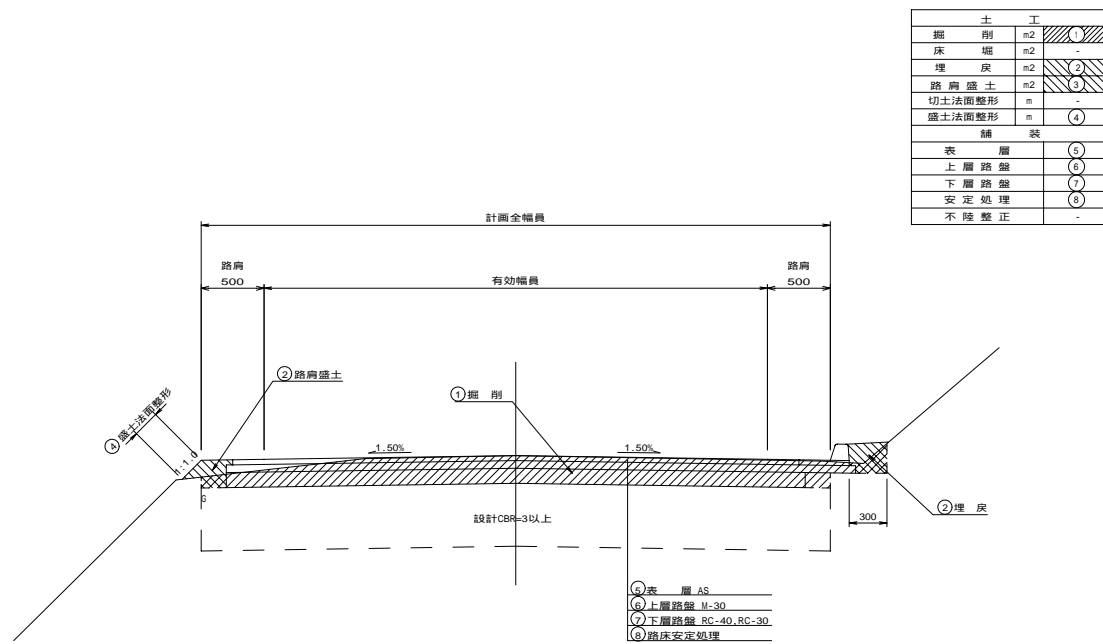 土 工
掘 削 m2 ①
床 堀 m2 -
埋 戻 m2 ②
路 肩 盛 土 m2 ③
切土法面整形 m -
盛土法面整形 m ④
舗 装
表 層 ⑤
上 層 路 盤 ⑥
下 層 路 盤 ⑦
安 定 処 理 ⑧
不 陸 整 正 -
計画全幅員
路肩
500
有効幅員
路肩
500
②路肩盛土
①掘 削
④盛土法面整形
1:1.0
1.50%
1.50%
G
設計CBR=3以上
300
②埋 戻
⑤表 層 AS
⑥上層路盤 M-30
⑦下層路盤 RC-40,RC-30
⑧路床安定処理